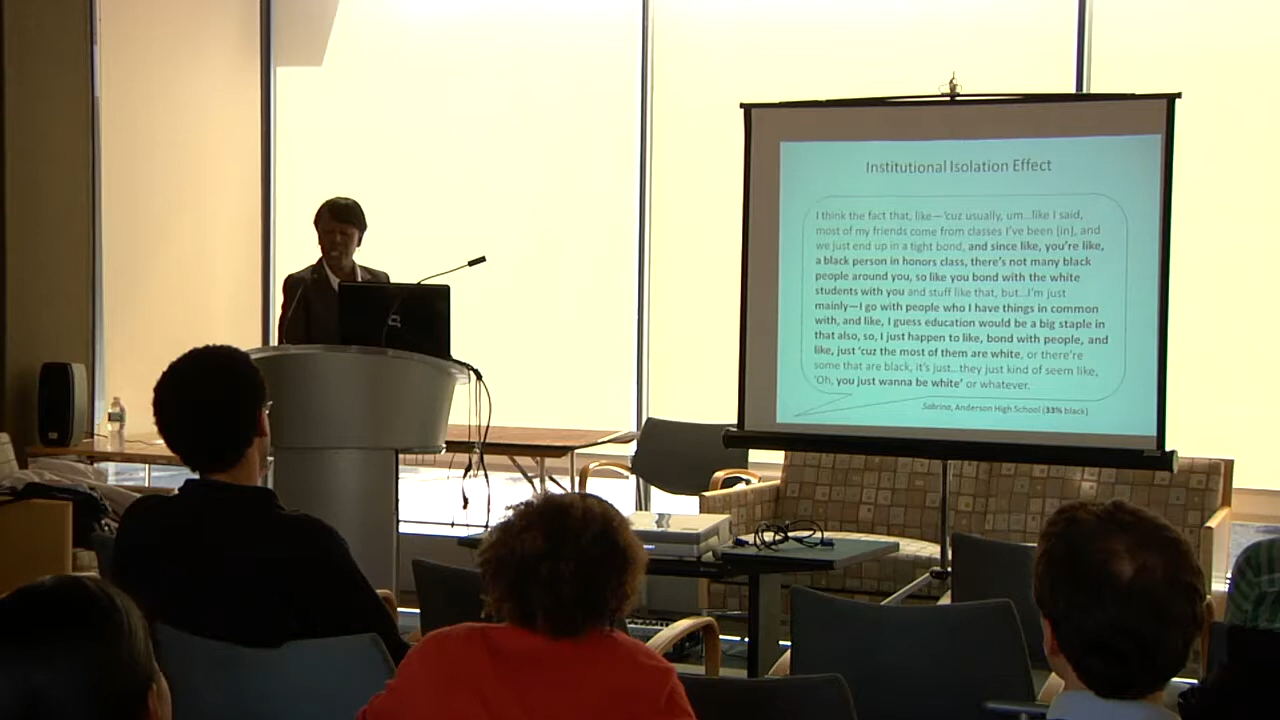 Institutional Isolation Effect
I think the fact that, like—'cuz usually, um...like I said,
most of my friends come from classes I've been [in], and
we just end up in a tight bond, and since like, you're like,
a black person in honors class, there's not many black
people around you, so like you bond with the white
students with you and stuff like that, but...I'm just
mainly—I go with people who I have things in common
with, and like, I guess education would be a big staple in
that also, so, I just happen to like, bond with people, and
like, just 'cuz the most of them are white, or there're
some that are black, it's just...they just kind of seem like,
'Oh, you just wanna be white' or whatever.
Sabrina, Anderson High School (33% black)